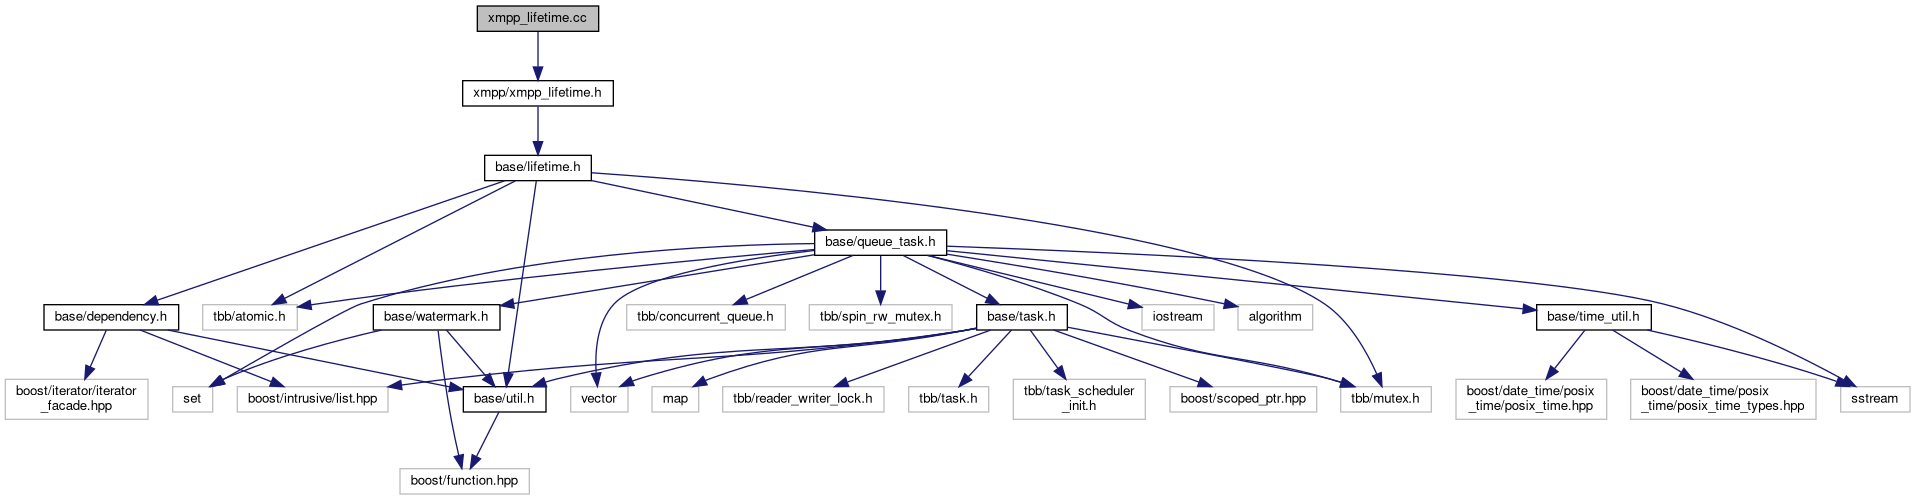 xmpp_lifetime.cc
xmpp/xmpp_lifetime.h
base/lifetime.h
base/queue_task.h
base/dependency.h
tbb/atomic.h
base/watermark.h
tbb/concurrent_queue.h
tbb/spin_rw_mutex.h
base/task.h
iostream
algorithm
base/time_util.h
boost/iterator/iterator
_facade.hpp
set
boost/intrusive/list.hpp
base/util.h
vector
map
tbb/reader_writer_lock.h
tbb/task.h
tbb/task_scheduler
_init.h
boost/scoped_ptr.hpp
tbb/mutex.h
boost/date_time/posix
_time/posix_time.hpp
boost/date_time/posix
_time/posix_time_types.hpp
sstream
boost/function.hpp